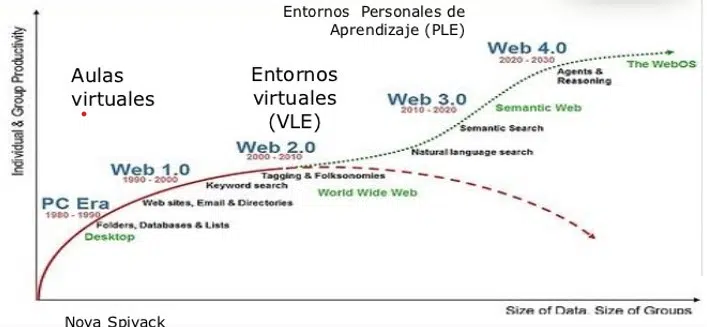 Entornos Personales de
Aprendizaje (PLE)
Individual & Group Productivity
Aulas
virtuales
Entornos
virtuales
(VLE)
Web 4.0
2020 - 2030
The WebOS
Agents &
Reasoning
Web 3.0
2010 - 2020
Semantic Web
Semantic Search
Natural language search
Web 2.0
2000 - 2010
Tagging & Folksonomies
World Wide Web
Web 1.0
1990 - 2000
Keyword search
Web sites, Email & Directories
PC Era
1980 - 1990
Folders, Databases & Lists
Desktop
Size of Data, Size of Groups
Nova Spivack